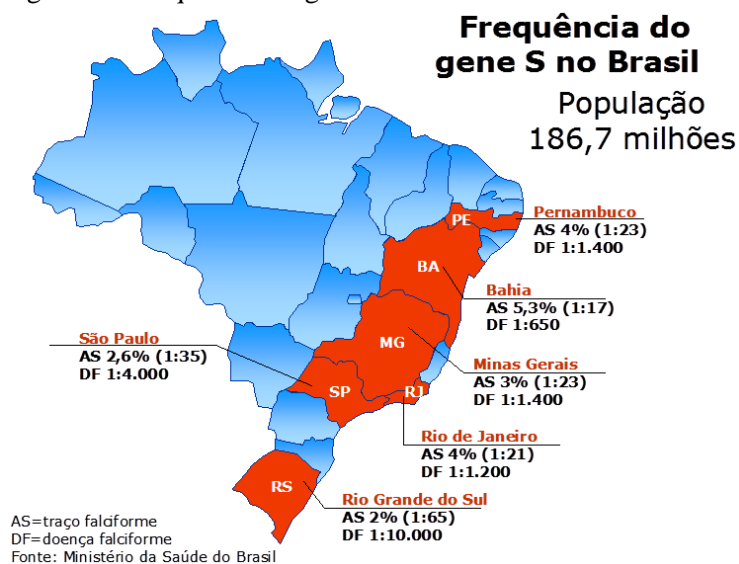 Frequência do
gene S no Brasil
População
186,7 milhões
PE
Pernambuco
AS 4% (1:23)
DF 1:1.400
BA
Bahia
AS 5,3% (1:17)
DF 1:650
MG
Minas Gerais
AS 3% (1:23)
DF 1:1.400
São Paulo
AS 2,6% (1:35)
DF 1:4.000
SP
RJ
Rio de Janeiro
AS 4% (1:21)
DF 1:1.200
RS
Rio Grande do Sul
AS 2% (1:65)
DF 1:10.000
AS=traço falciforme
DF=doença falciforme
Fonte: Ministério da Saúde do Brasil